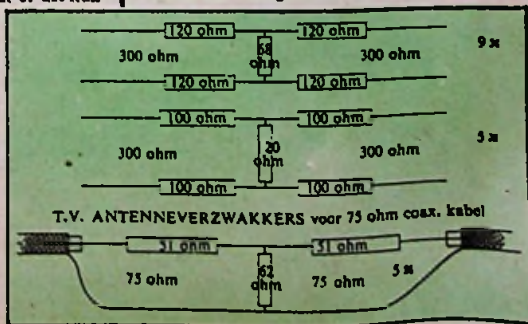 120 ohm 120 ohm
9 x
68
ohm
300 ohm 300 ohm
120 ohm 120 ohm
100 ohm 100 ohm
5 x
20
ohm
300 ohm 300 ohm
100 ohm 100 ohm
T.V. ANTENNEVERZWAKKERS voor 75 ohm coax. kabel
51 ohm 51 ohm
62
ohm
75 ohm 75 ohm 5 x